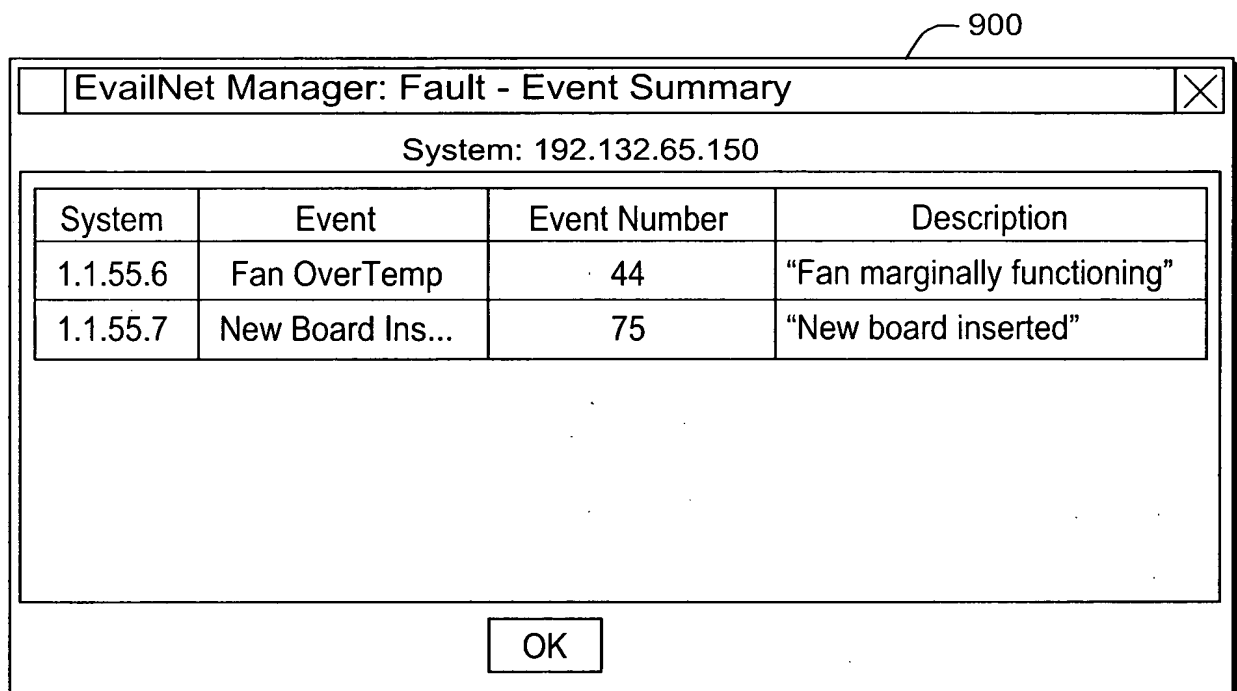 900
EvailNet Manager: Fault - Event Summary
System: 192.132.65.150
System Event Event Number Description
1.1.55.6 Fan OverTemp 44 “Fan marginally functioning”
1.1.55.7 New Board Ins... 75 “New board inserted”
OK